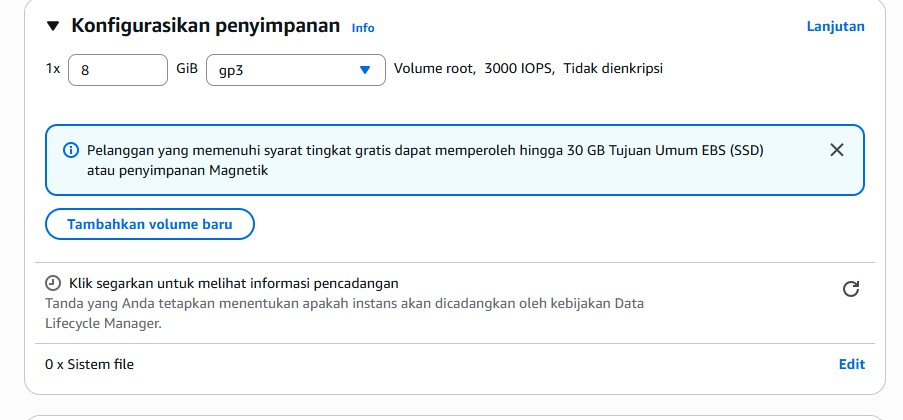 Konfigurasikan penyimpanan Info Lanjutan
1x 8 GiB gp3 Volume root, 3000 IOPS, Tidak dienkripsi
Pelanggan yang memenuhi syarat tingkat gratis dapat memperoleh hingga 30 GB Tujuan Umum EBS (SSD)
atau penyimpanan Magnetik
Tambahkan volume baru
Klik segarkan untuk melihat informasi pencadangan
Tanda yang Anda tetapkan menentukan apakah instans akan dicadangkan oleh kebijakan Data
Lifecycle Manager.
0 x Sistem file Edit